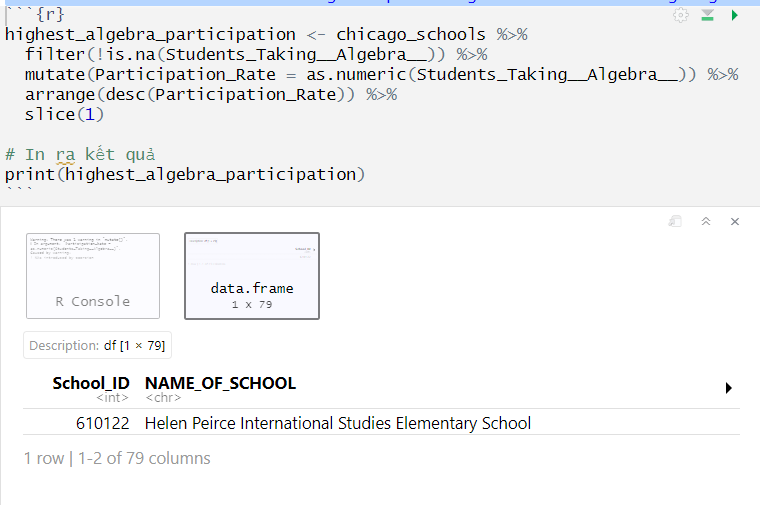 ```{r}
highest_algebra_participation <- chicago_schools %>%
  filter(!is.na(Students_Taking__Algebra__)) %>%
  mutate(Participation_Rate = as.numeric(Students_Taking__Algebra__)) %>%
  arrange(desc(Participation_Rate)) %>%
  slice(1)
# In ra kết quả
print(highest_algebra_participation)
```
R Console
data.frame
1 x 79
Description: df [1 × 79]
School_ID NAME_OF_SCHOOL
<int> <chr>
610122 Helen Peirce International Studies Elementary School
1 row | 1-2 of 79 columns